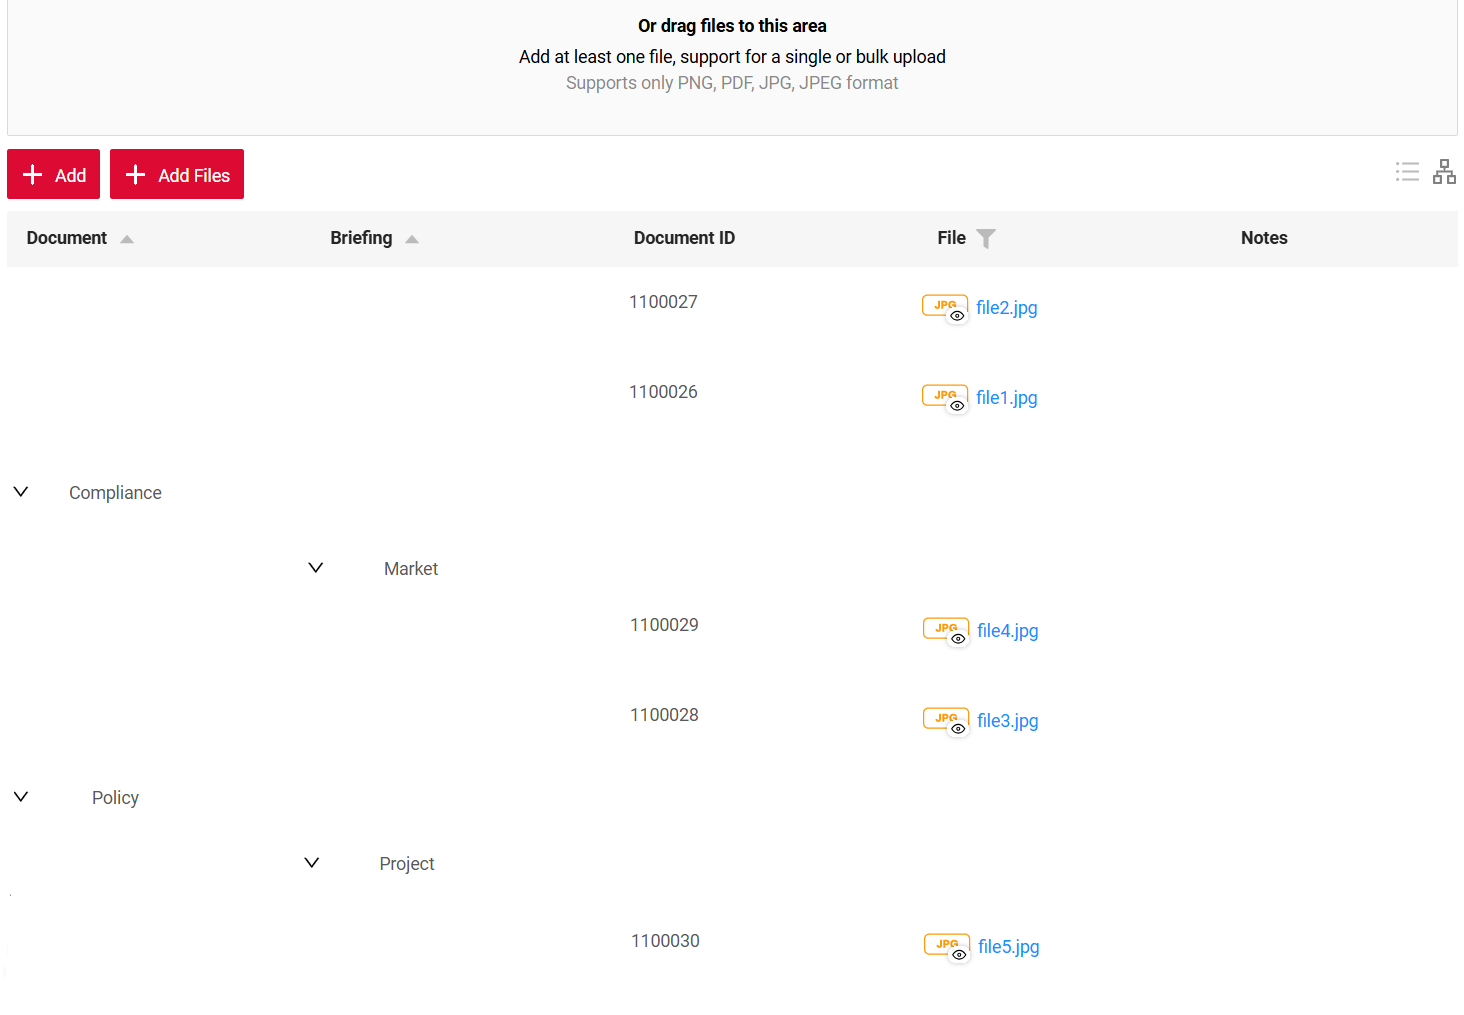 Or drag files to this area
Add at least one file, support for a single or bulk upload
Supports only PNG, PDF, JPG, JPEG format
Add Add Files
Document Briefing Document ID File Notes
1100027 JPG file2.jpg
1100026 JPG file1.jpg
Compliance
Market
1100029 JPG file4.jpg
1100028 JPG file3.jpg
Policy
Project
1100030 JPG file5.jpg